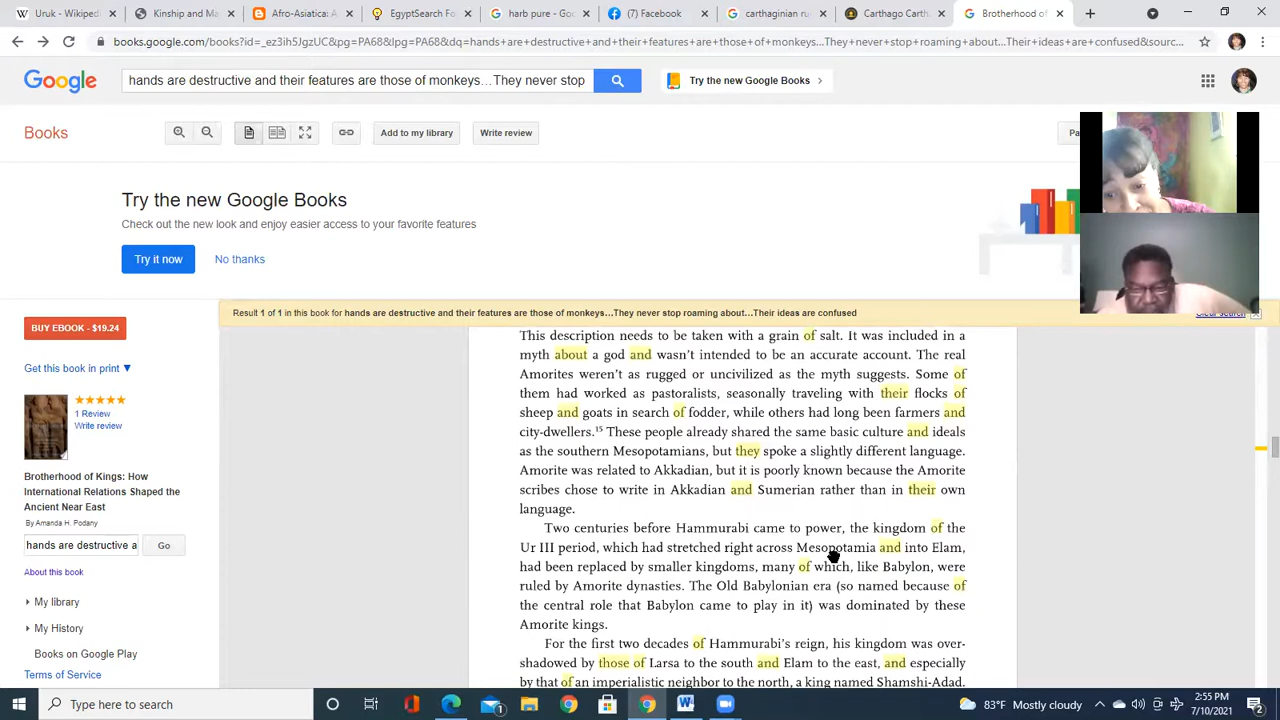 Uruk - Wikiped
Kinship and Ma
Afro-Asiatica: A
EgyptSearch Fo
harb pure - Go
(7) Facebook
carthaginian ru
Carthago Carth
Brotherhood of
books.google.com/books?id=_ez3ih5JgzUC&pg=PA68&lpg=PA68&dq=hands+are+destructive+and+their+features+are+those+of+monkeys…They+never+stop+roaming+about…Their+ideas+are+confused&sourc...
Google
hands are destructive and their features are those of monkeys…They never stop
Try the new Google Books
Books
Add to my library
Write review
Try the new Google Books
Check out the new look and enjoy easier access to your favorite features
Try it now
No thanks
Result 1 of 1 in this book for hands are destructive and their features are those of monkeys…They never stop roaming about…Their ideas are confused
Clear search
BUY EBOOK - $19.24
Get this book in print ▼
1 Review
Write review
Brotherhood of Kings: How
International Relations Shaped the
Ancient Near East
By Amanda H. Podany
hands are destructive a
Go
About this book
My library
My History
Books on Google Play
Terms of Service
This description needs to be taken with a grain of salt. It was included in a
myth about a god and wasn't intended to be an accurate account. The real
Amorites weren't as rugged or uncivilized as the myth suggests. Some of
them had worked as pastoralists, seasonally traveling with their flocks of
sheep and goats in search of fodder, while others had long been farmers and
city-dwellers.15 These people already shared the same basic culture and ideals
as the southern Mesopotamians, but they spoke a slightly different language.
Amorite was related to Akkadian, but it is poorly known because the Amorite
scribes chose to write in Akkadian and Sumerian rather than in their own
language.
Two centuries before Hammurabi came to power, the kingdom of the
Ur III period, which had stretched right across Mesopotamia and into Elam,
had been replaced by smaller kingdoms, many of which, like Babylon, were
ruled by Amorite dynasties. The Old Babylonian era (so named because of
the central role that Babylon came to play in it) was dominated by these
Amorite kings.
For the first two decades of Hammurabi's reign, his kingdom was over-
shadowed by those of Larsa to the south and Elam to the east, and especially
by that of an imperialistic neighbor to the north, a king named Shamshi-Adad.
Type here to search
83°F Mostly cloudy
2:55 PM
7/10/2021